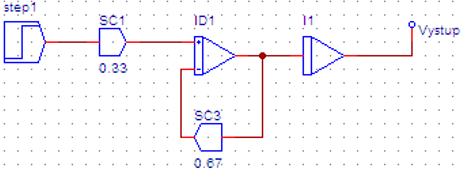 step1
SC1
ID1
I1
Vystup
0.33
+
-
SC3
0.67